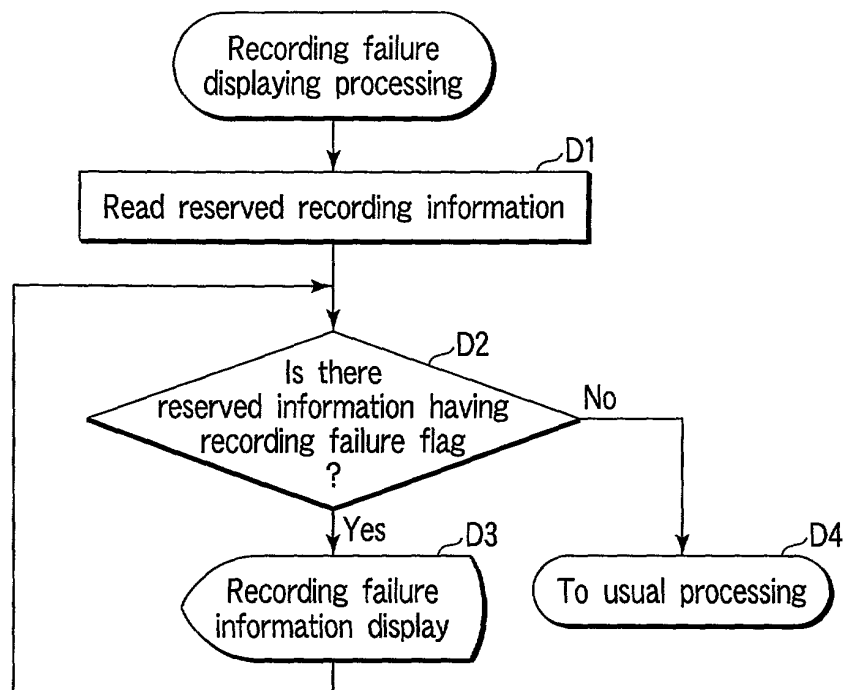 Recording failure
displaying processing
D1
Read reserved recording information
D2
Is there
reserved information having
recording failure flag
?
No
Yes
D3
D4
Recording failure
information display
To usual processing